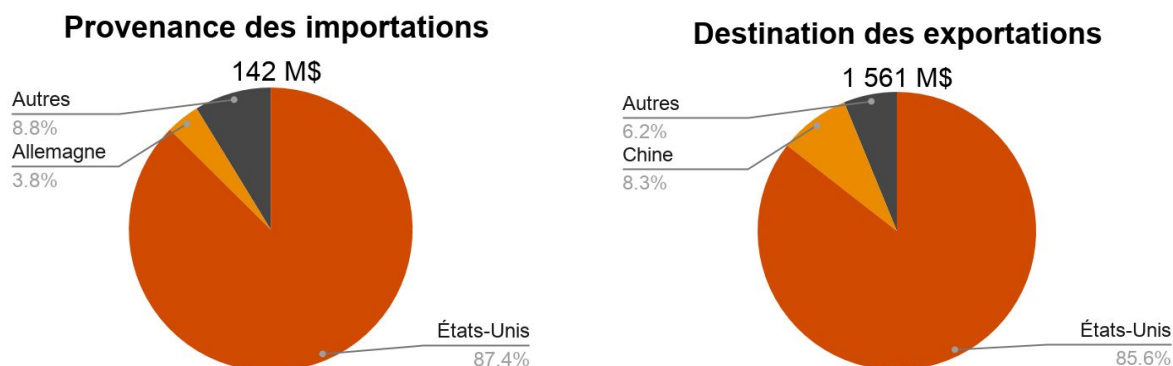 Provenance des importations
142 M$
Autres
8.8%
Allemagne
3.8%
États-Unis
87.4%
Destination des exportations
1 561 M$
Autres
6.2%
Chine
8.3%
États-Unis
85.6%